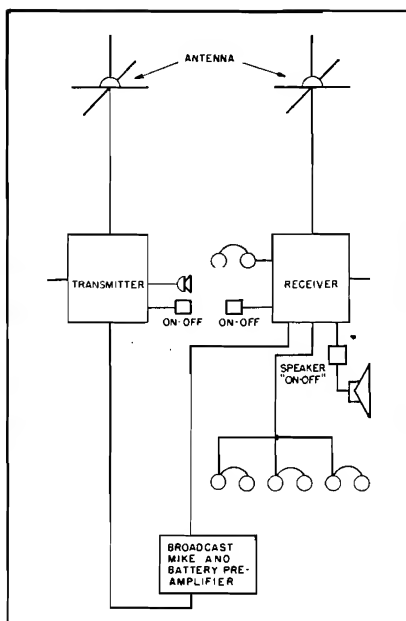 ANTENNA
TRANSMITTER
RECEIVER
ON-OFF
ON-OFF
SPEAKER
"ON-OFF"
BROADCAST
MIKE AND
BATTERY PRE-
AMPLIFIER